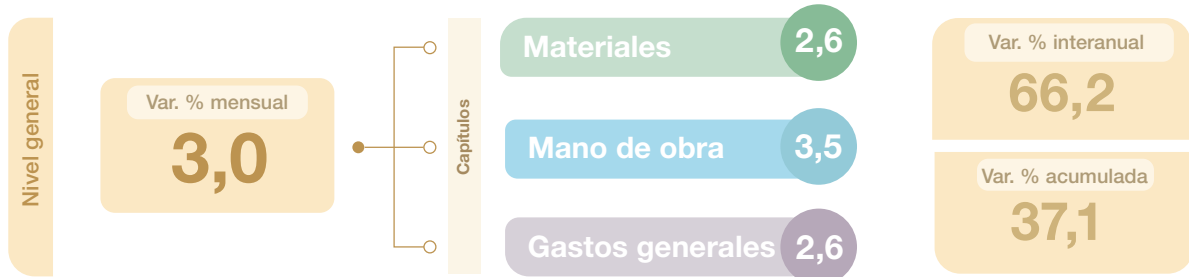 Nivel general
Var. % mensual
3,0
Capítulos
Materiales
2,6
Mano de obra
3,5
Gastos generales
2,6
Var. % interanual
66,2
Var. % acumulada
37,1